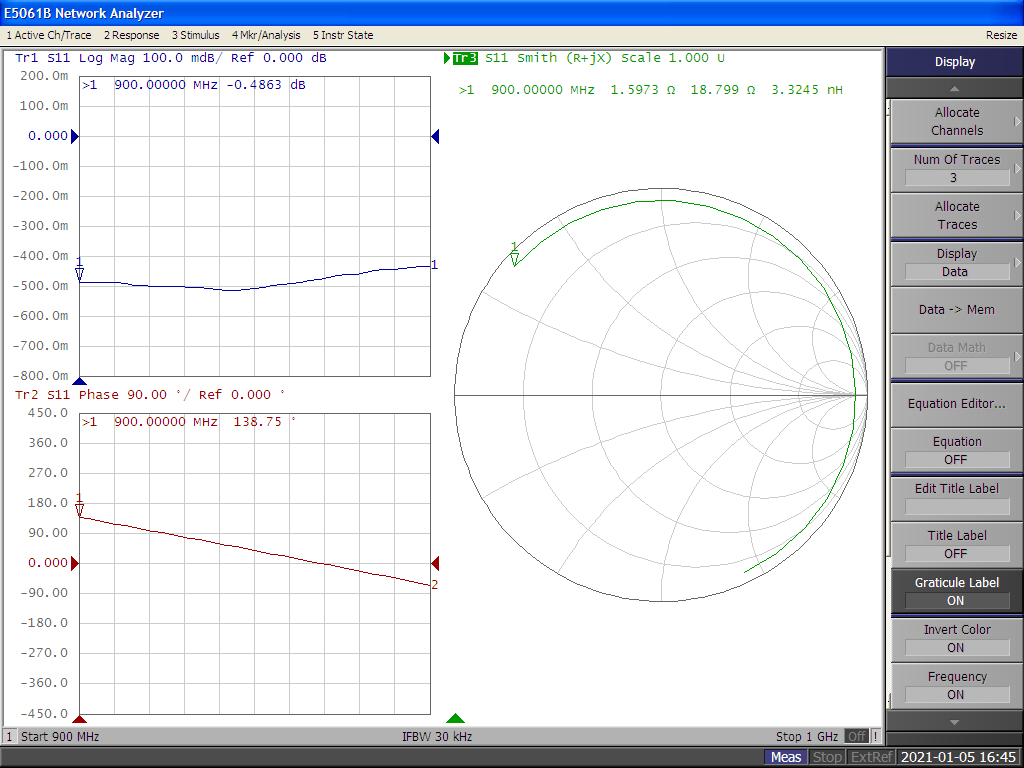 E5061B Network Analyzer
1 Active Ch/Trace 2 Response 3 Stimulus 4 Mkr/Analysis 5 Instr State Resize
Tr1 S11 Log Mag 100.0 mdB/ Ref 0.000 dB
200.0m
>1 900.00000 MHz -0.4863 dB
100.0m
0.000
-100.0m
-200.0m
-300.0m
-400.0m
1
1
-500.0m
-600.0m
-700.0m
-800.0m
Tr2 S11 Phase 90.00 °/ Ref 0.000 °
450.0
>1 900.00000 MHz 138.75 °
360.0
270.0
180.0
1
90.00
0.000
-90.00
2
-180.0
-270.0
-360.0
-450.0
Tr3 S11 Smith (R+jX) Scale 1.000 U
>1 900.00000 MHz 1.5973 Ω 18.799 Ω 3.3245 nH
1
Display
Allocate
Channels
Num Of Traces
3
Allocate
Traces
Display
Data
Data -> Mem
Data Math
OFF
Equation Editor...
Equation
OFF
Edit Title Label
Title Label
OFF
Graticule Label
ON
Invert Color
ON
Frequency
ON
1 Start 900 MHz IFBW 30 kHz Stop 1 GHz Off !
Meas Stop ExtRef 2021-01-05 16:45